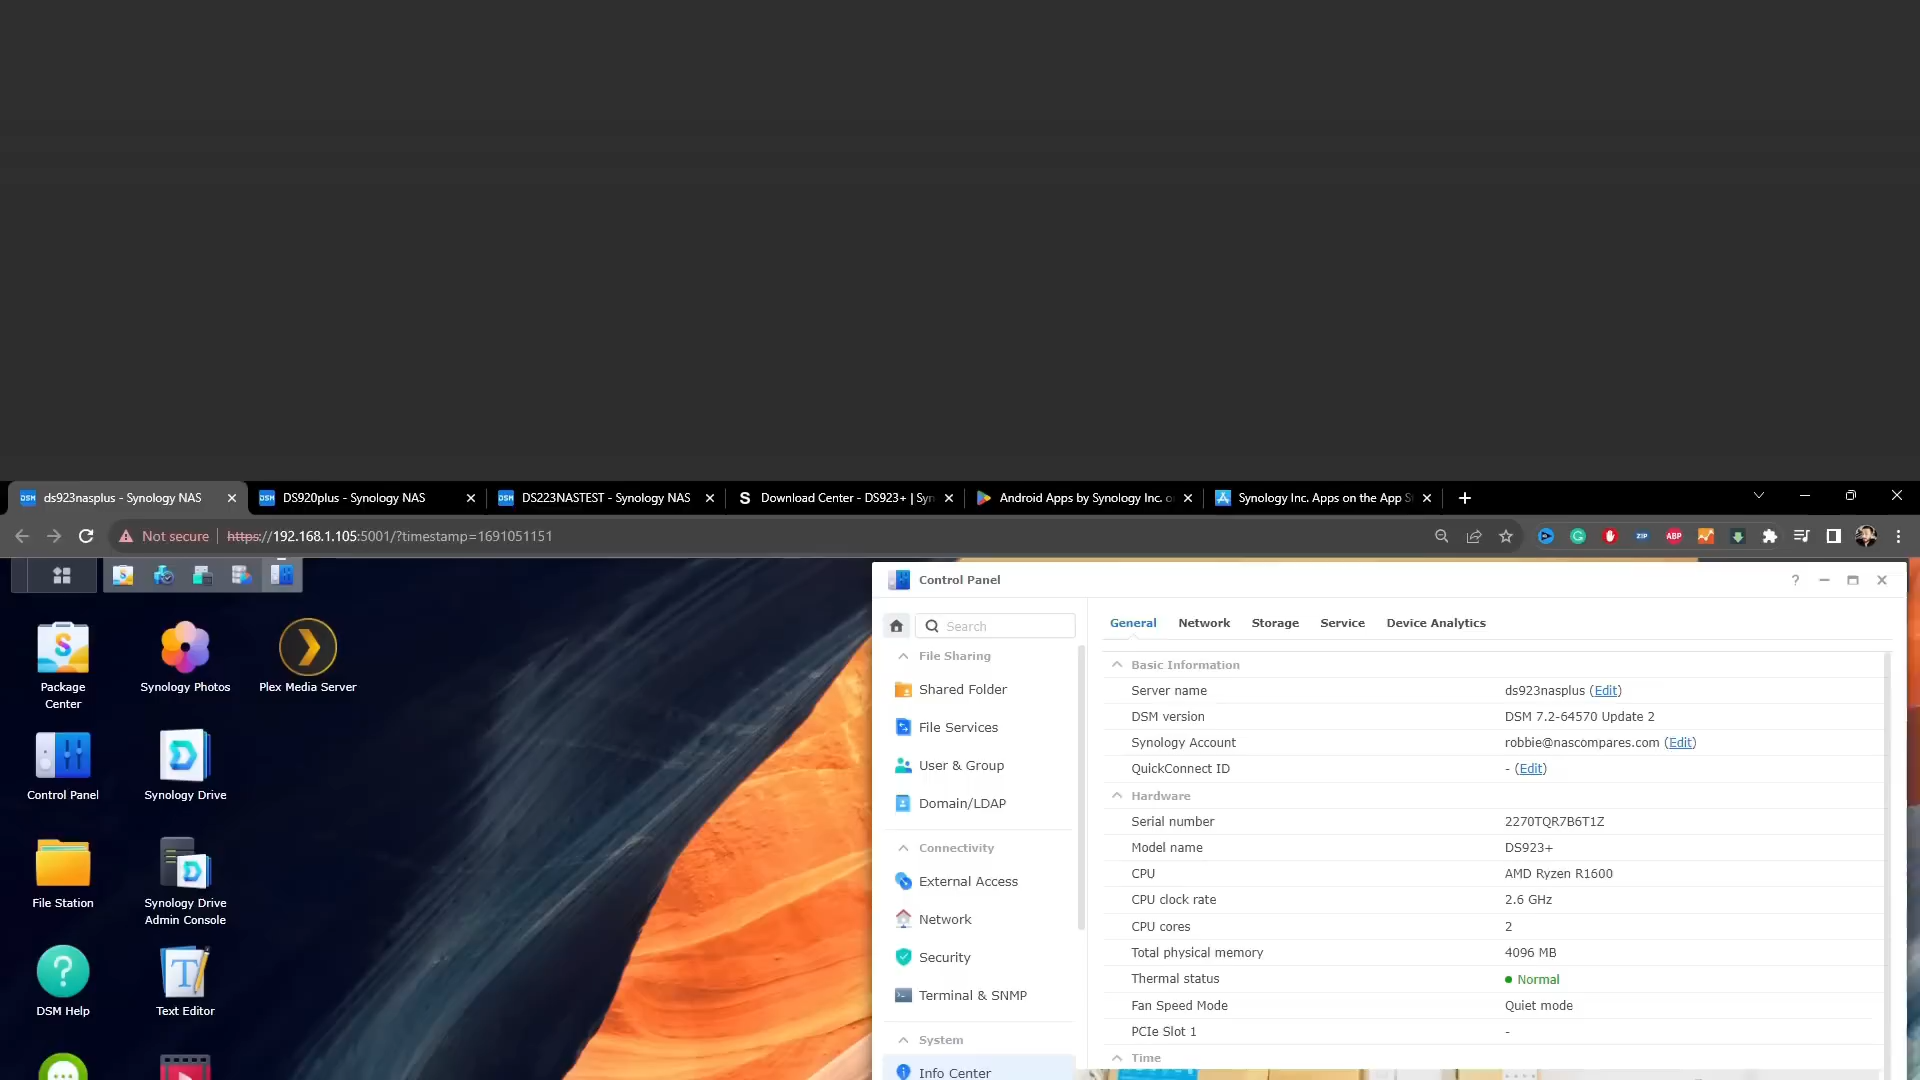 ds923nasplus - Synology NAS
DS920plus - Synology NAS
DS223NASTEST - Synology NAS
Download Center - DS923+ | Syn
Android Apps by Synology Inc. o
Synology Inc. Apps on the App S
Not secure
https://192.168.1.105:5001/?timestamp=1691051151
ZIP
ABP
Package
Center
Synology Photos
Plex Media Server
Control Panel
Synology Drive
File Station
Synology Drive
Admin Console
DSM Help
Text Editor
Control Panel
Search
File Sharing
Shared Folder
File Services
User & Group
Domain/LDAP
Connectivity
External Access
Network
Security
Terminal & SNMP
System
Info Center
General
Network
Storage
Service
Device Analytics
Basic Information
Server name ds923nasplus (Edit)
DSM version DSM 7.2-64570 Update 2
Synology Account robbie@nascompares.com (Edit)
QuickConnect ID - (Edit)
Hardware
Serial number 2270TQR7B6T1Z
Model name DS923+
CPU AMD Ryzen R1600
CPU clock rate 2.6 GHz
CPU cores 2
Total physical memory 4096 MB
Thermal status Normal
Fan Speed Mode Quiet mode
PCIe Slot 1 -
Time